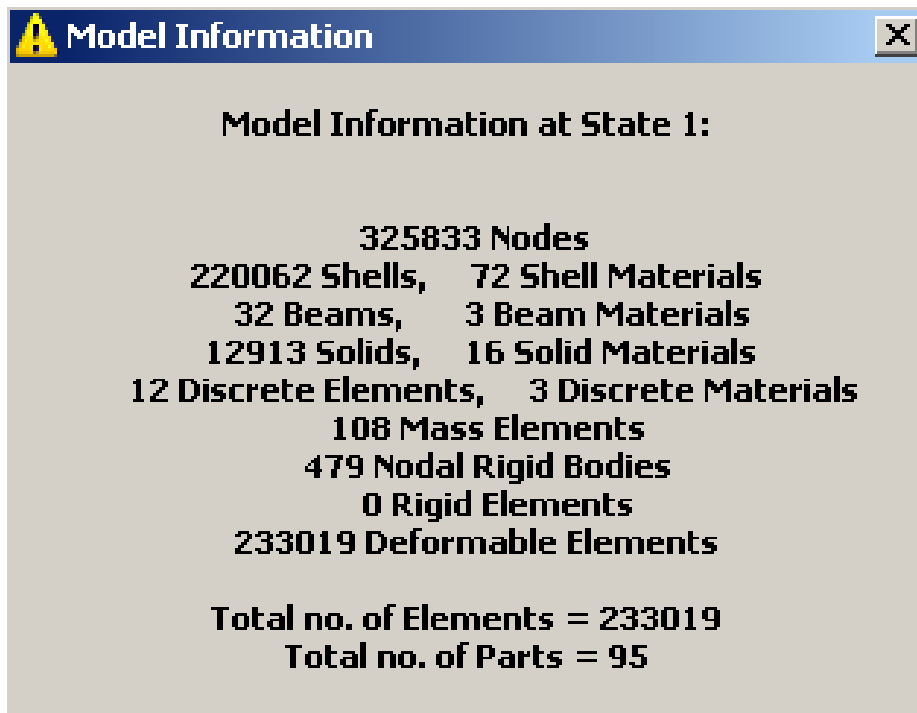 Model Information
Model Information at State 1:
325833 Nodes
220062 Shells, 72 Shell Materials
32 Beams, 3 Beam Materials
12913 Solids, 16 Solid Materials
12 Discrete Elements, 3 Discrete Materials
108 Mass Elements
479 Nodal Rigid Bodies
0 Rigid Elements
233019 Deformable Elements
Total no. of Elements = 233019
Total no. of Parts = 95